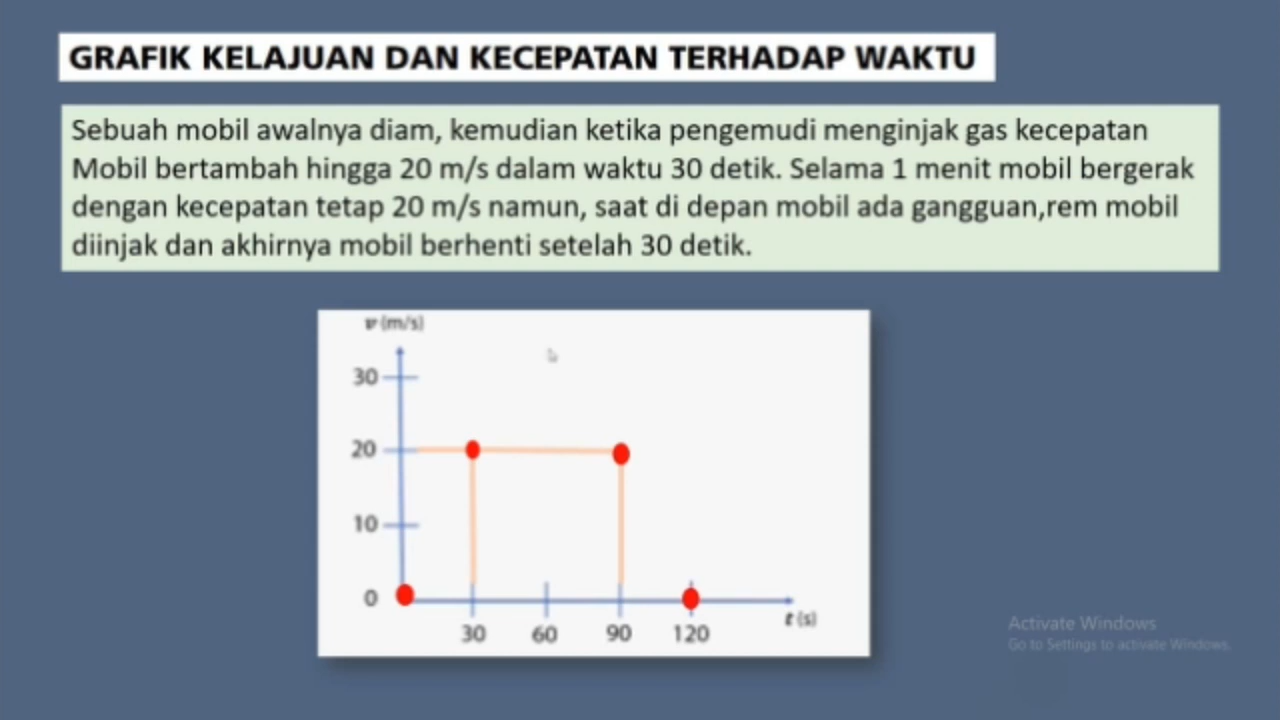 GRAFIK KELAJUAN DAN KECEPATAN TERHADAP WAKTU
Sebuah mobil awalnya diam, kemudian ketika pengemudi menginjak gas kecepatan
Mobil bertambah hingga 20 m/s dalam waktu 30 detik. Selama 1 menit mobil bergerak
dengan kecepatan tetap 20 m/s namun, saat di depan mobil ada gangguan,rem mobil
diinjak dan akhirnya mobil berhenti setelah 30 detik.
v (m/s)
30
20
10
0
30 60 90 120
t (s)
Activate Windows
Go to Settings to activate Windows.